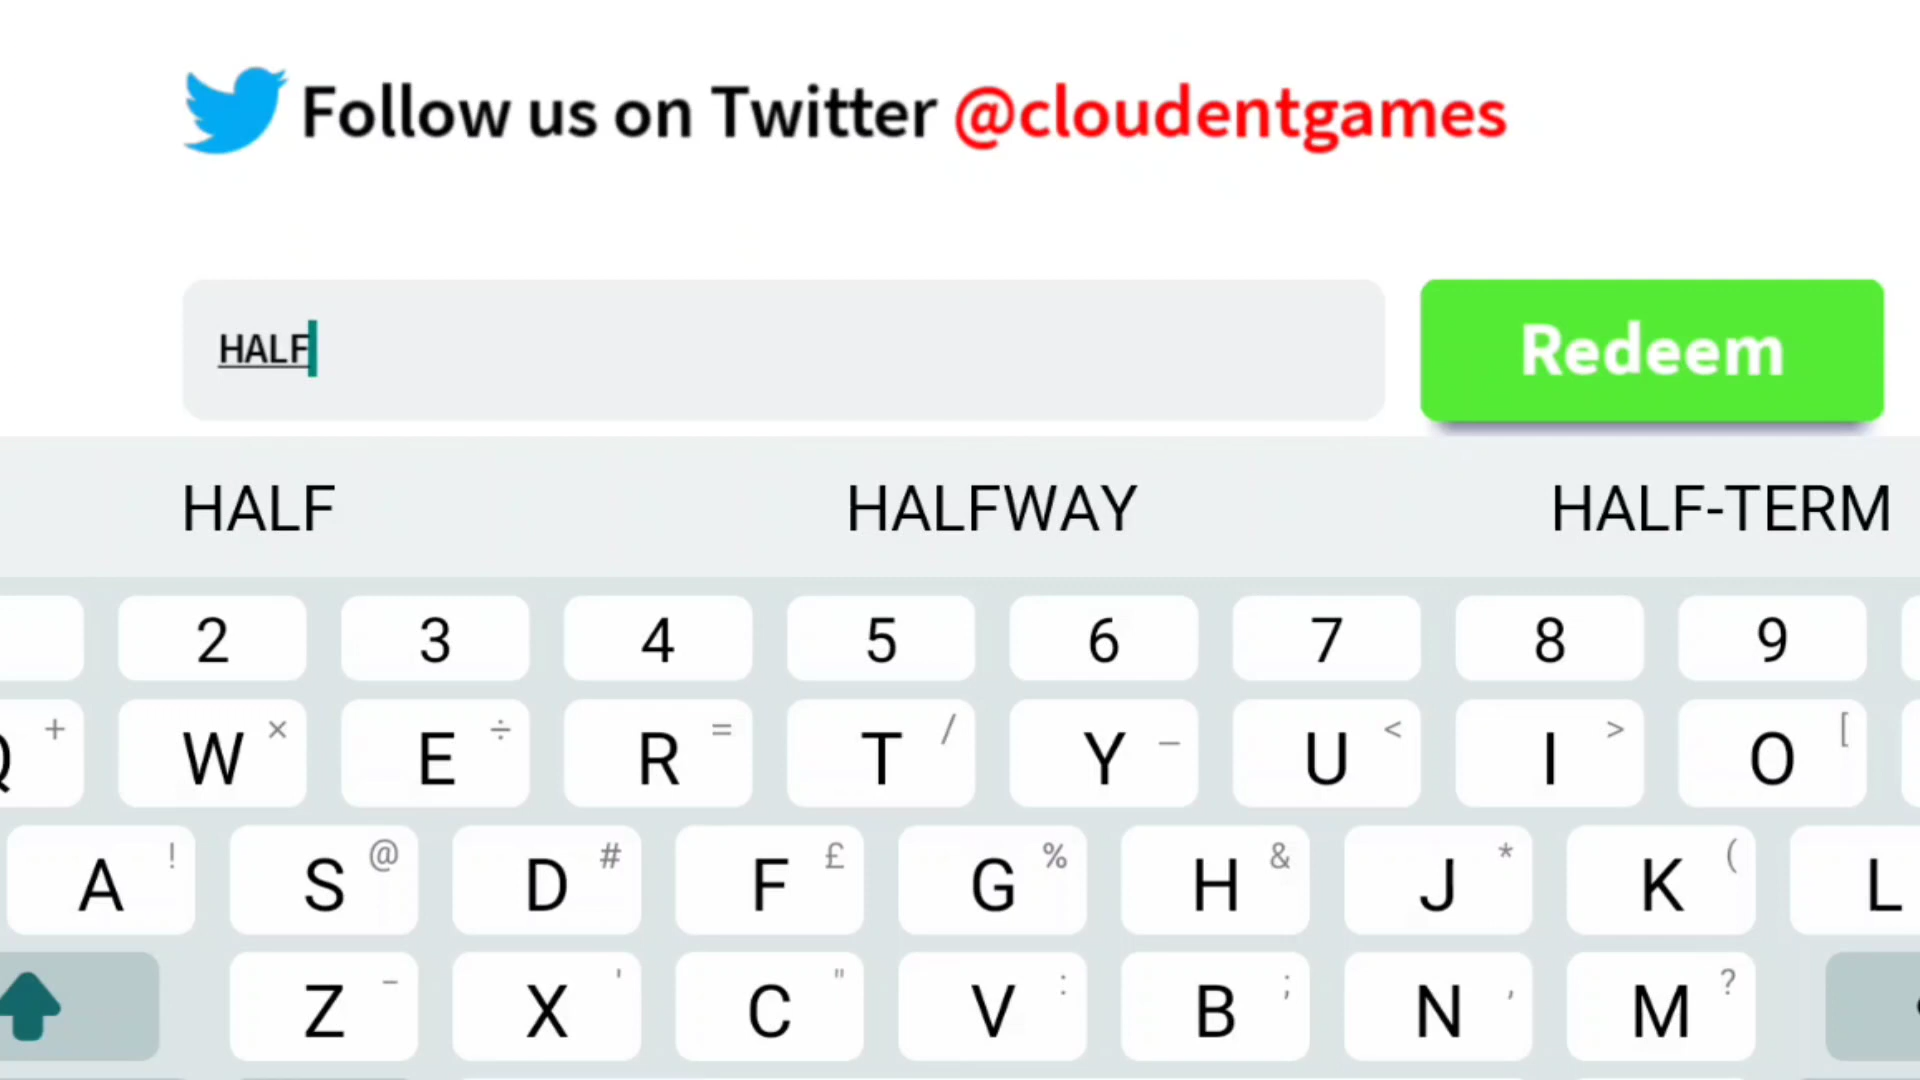 Follow us on Twitter @cloudentgames
HALF
Redeem
HALF HALFWAY HALF-TERM
2 3 4 5 6 7 8 9
Q + W × E ÷ R = T / Y _ U < I > O [
A ! S @ D # F £ G % H & J * K ( L
Z - X ' C " V : B ; N , M ?